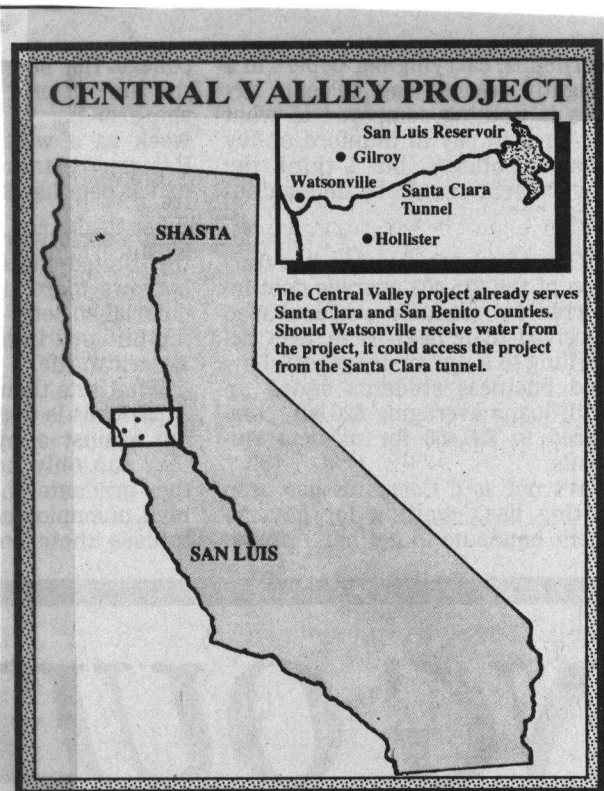 CENTRAL VALLEY PROJECT
San Luis Reservoir
Gilroy
Watsonville
Santa Clara
Tunnel
Hollister
SHASTA
The Central Valley project already serves
Santa Clara and San Benito Counties.
Should Watsonville receive water from
the project, it could access the project
from the Santa Clara tunnel.
SAN LUIS